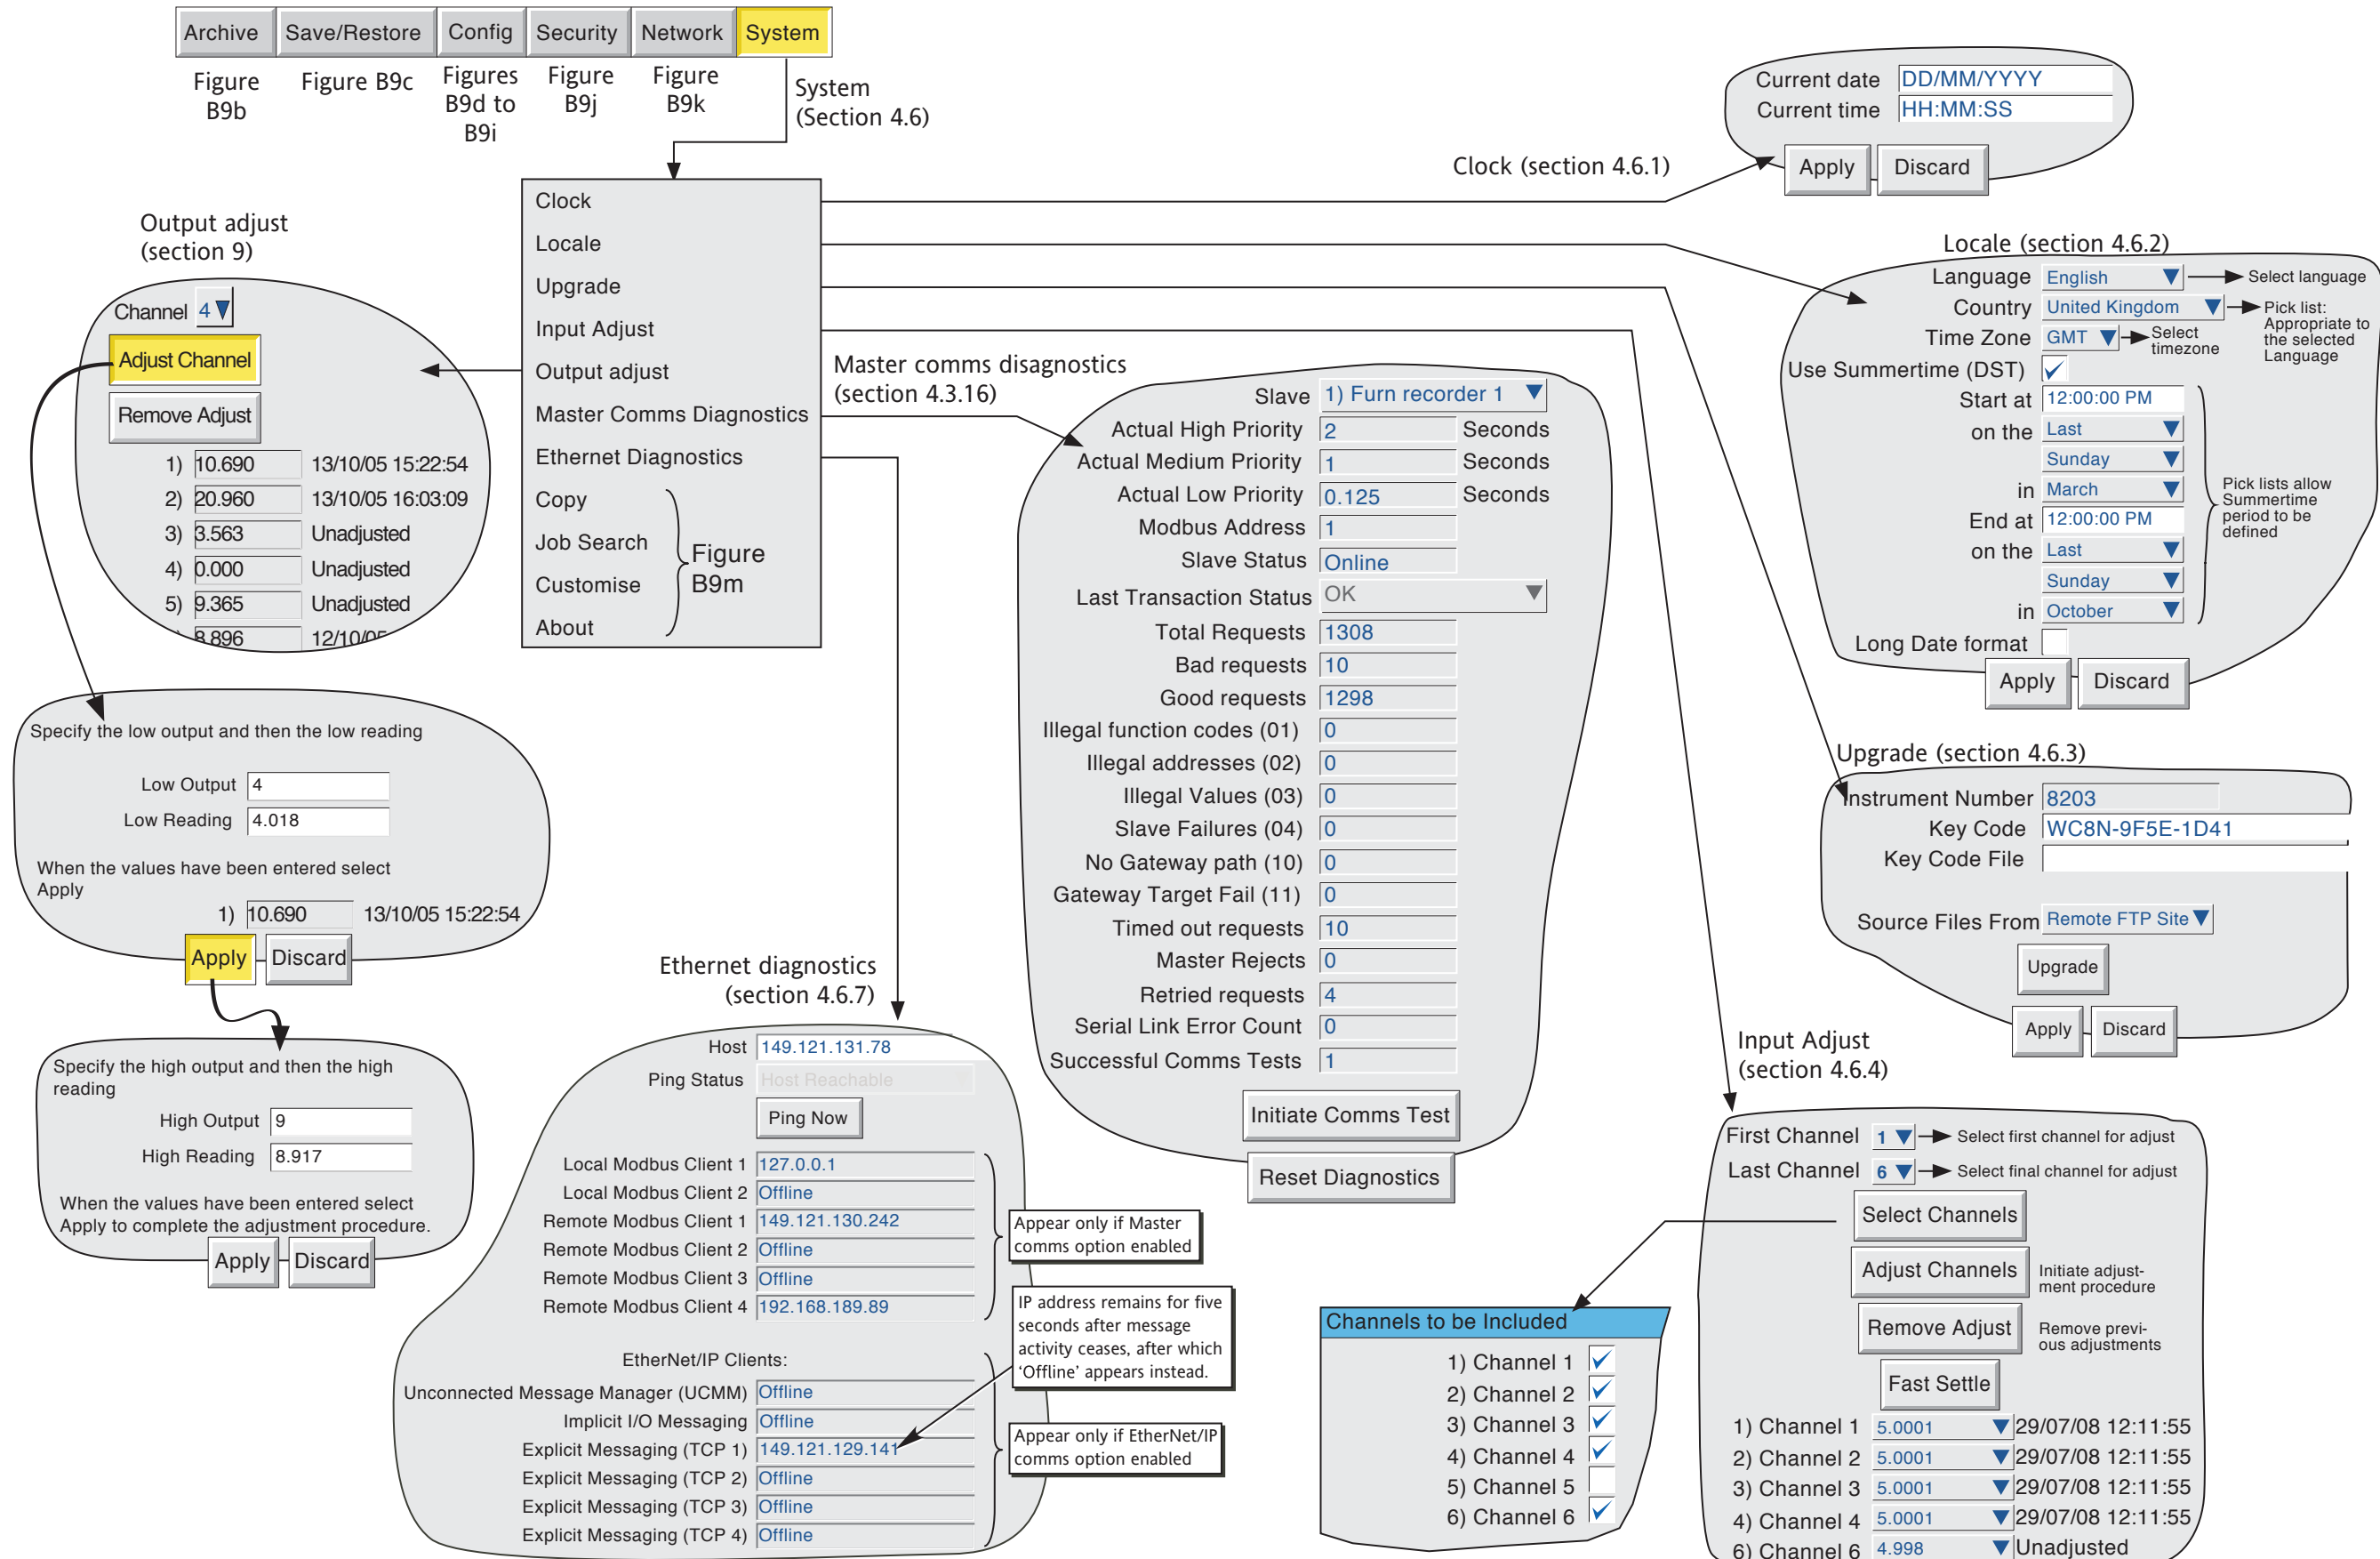 Archive Save/Restore Config Security Network System
Figure B9b
Figure B9c
Figures B9d to B9i
Figure B9j
Figure B9k
System
(Section 4.6)
Clock
Locale
Upgrade
Input Adjust
Output adjust
Master Comms Diagnostics
Ethernet Diagnostics
Copy
Job Search
Customise
About
Figure
B9m
Clock (section 4.6.1)
Current date DD/MM/YYYY
Current time HH:MM:SS
Apply Discard
Locale (section 4.6.2)
Language English Select language
Country United Kingdom Pick list:
Appropriate to
the selected
Language
Time Zone GMT Select
timezone
Use Summertime (DST)
Start at 12:00:00 PM
on the Last
Sunday
in March
End at 12:00:00 PM
on the Last
Sunday
in October
Pick lists allow
Summertime
period to be
defined
Long Date format
Apply Discard
Upgrade (section 4.6.3)
Instrument Number 8203
Key Code WC8N-9F5E-1D41
Key Code File
Source Files From Remote FTP Site
Upgrade
Apply Discard
Input Adjust
(section 4.6.4)
First Channel 1 Select first channel for adjust
Last Channel 6 Select final channel for adjust
Select Channels
Adjust Channels Initiate adjust-
ment procedure
Remove Adjust Remove previ-
ous adjustments
Fast Settle
1) Channel 1 5.0001 29/07/08 12:11:55
2) Channel 2 5.0001 29/07/08 12:11:55
3) Channel 3 5.0001 29/07/08 12:11:55
4) Channel 4 5.0001 29/07/08 12:11:55
6) Channel 6 4.998 Unadjusted
Channels to be Included
1) Channel 1
2) Channel 2
3) Channel 3
4) Channel 4
5) Channel 5
6) Channel 6
Output adjust
(section 9)
Channel 4
Adjust Channel
Remove Adjust
1) 10.690 13/10/05 15:22:54
2) 20.960 13/10/05 16:03:09
3) 3.563 Unadjusted
4) 0.000 Unadjusted
5) 9.365 Unadjusted
8.896 12/10/05
Specify the low output and then the low reading
Low Output 4
Low Reading 4.018
When the values have been entered select
Apply
1) 10.690 13/10/05 15:22:54
Apply Discard
Specify the high output and then the high
reading
High Output 9
High Reading 8.917
When the values have been entered select
Apply to complete the adjustment procedure.
Apply Discard
Master comms disagnostics
(section 4.3.16)
Slave 1) Furn recorder 1
Actual High Priority 2 Seconds
Actual Medium Priority 1 Seconds
Actual Low Priority 0.125 Seconds
Modbus Address 1
Slave Status Online
Last Transaction Status OK
Total Requests 1308
Bad requests 10
Good requests 1298
Illegal function codes (01) 0
Illegal addresses (02) 0
Illegal Values (03) 0
Slave Failures (04) 0
No Gateway path (10) 0
Gateway Target Fail (11) 0
Timed out requests 10
Master Rejects 0
Retried requests 4
Serial Link Error Count 0
Successful Comms Tests 1
Initiate Comms Test
Reset Diagnostics
Ethernet diagnostics
(section 4.6.7)
Host 149.121.131.78
Ping Status Host Reachable
Ping Now
Local Modbus Client 1 127.0.0.1
Local Modbus Client 2 Offline
Remote Modbus Client 1 149.121.130.242
Remote Modbus Client 2 Offline
Remote Modbus Client 3 Offline
Remote Modbus Client 4 192.168.189.89
Appear only if Master
comms option enabled
IP address remains for five
seconds after message
activity ceases, after which
‘Offline’ appears instead.
EtherNet/IP Clients:
Unconnected Message Manager (UCMM) Offline
Implicit I/O Messaging Offline
Explicit Messaging (TCP 1) 149.121.129.141
Explicit Messaging (TCP 2) Offline
Explicit Messaging (TCP 3) Offline
Explicit Messaging (TCP 4) Offline
Appear only if EtherNet/IP
comms option enabled